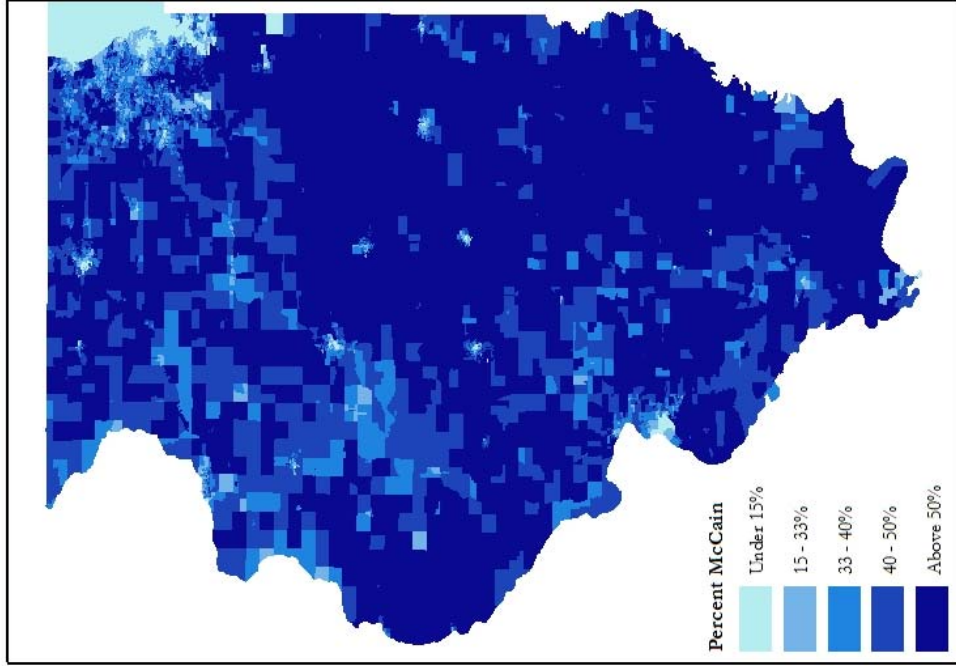 Percent McCain
Under 15%
15 - 33%
33 - 40%
40 - 50%
Above 50%